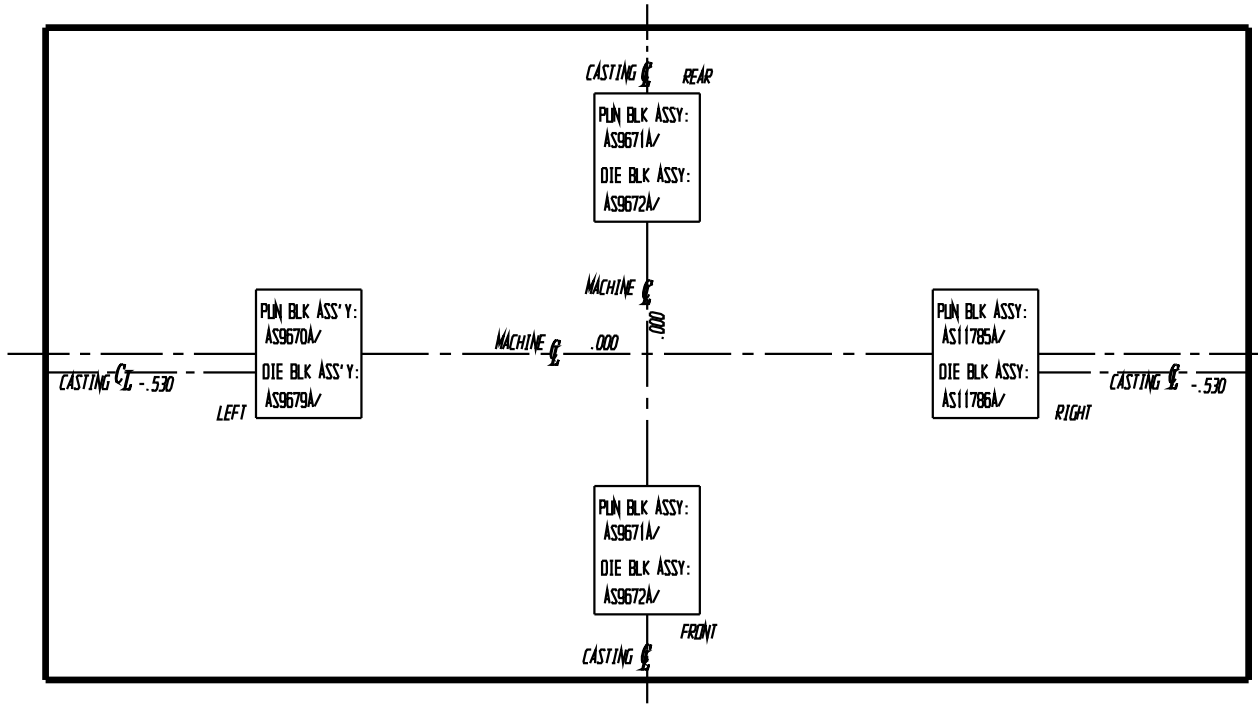 CASTING ℄ REAR
PUN BLK ASSY:
AS9671A/
DIE BLK ASSY:
AS9672A/
MACHINE ℄
.000
MACHINE ℄ .000
PUN BLK ASS'Y:
AS9670A/
DIE BLK ASS'Y:
AS9679A/
CASTING ℄ -.530
LEFT
PUN BLK ASSY:
AS11785A/
DIE BLK ASSY:
AS11786A/
CASTING ℄ -.530
RIGHT
PUN BLK ASSY:
AS9671A/
DIE BLK ASSY:
AS9672A/
FRONT
CASTING ℄